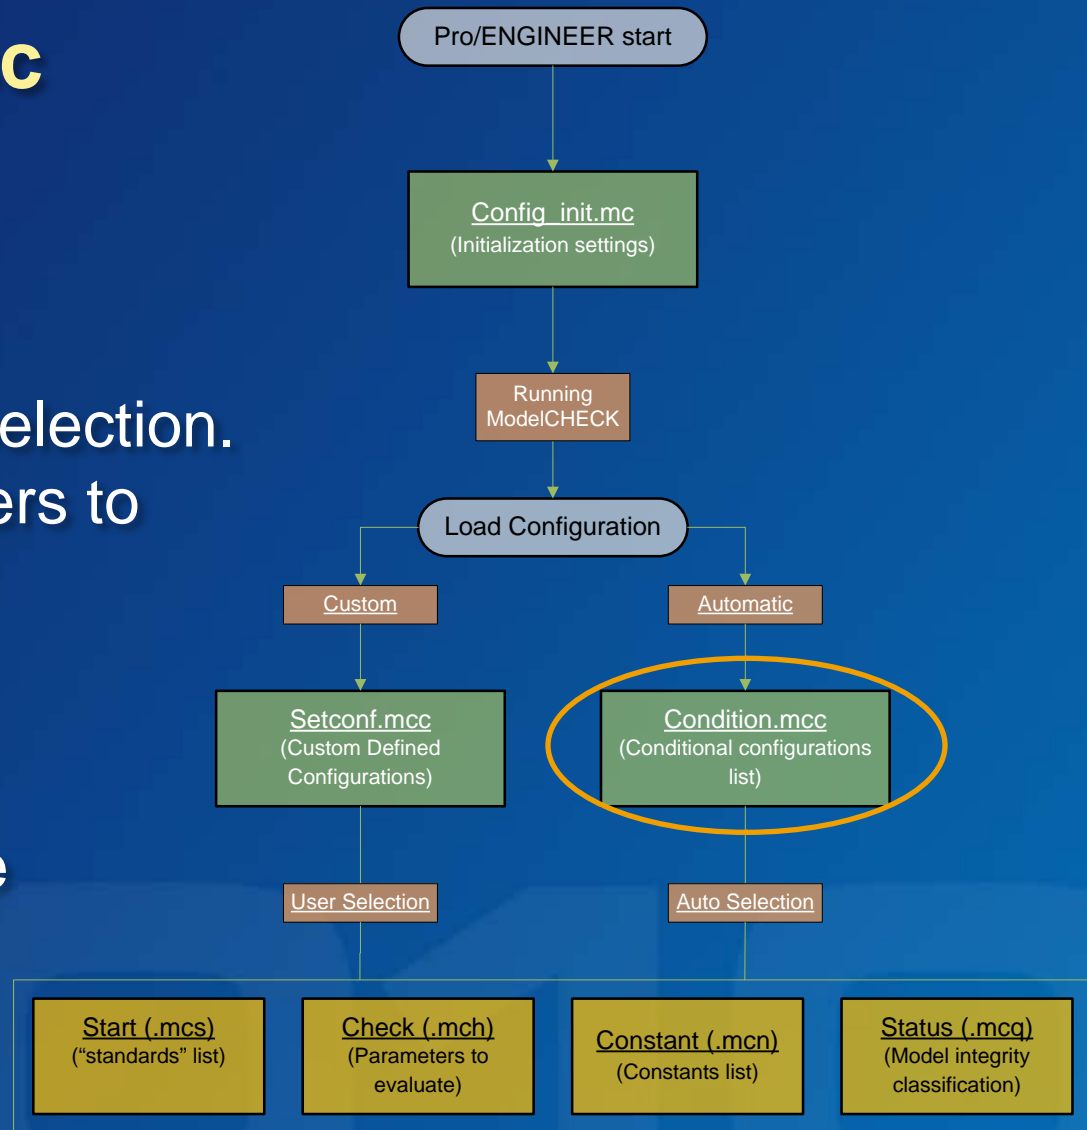 c
Pro/ENGINEER start
Config_init.mc
(Initialization settings)
Running
ModelCHECK
election.
ers to
Load Configuration
Custom
Automatic
Setconf.mcc
(Custom Defined
Configurations)
Condition.mcc
(Conditional configurations
list)
e
User Selection
Auto Selection
Start (.mcs)
(“standards” list)
Check (.mch)
(Parameters to
evaluate)
Constant (.mcn)
(Constants list)
Status (.mcq)
(Model integrity
classification)